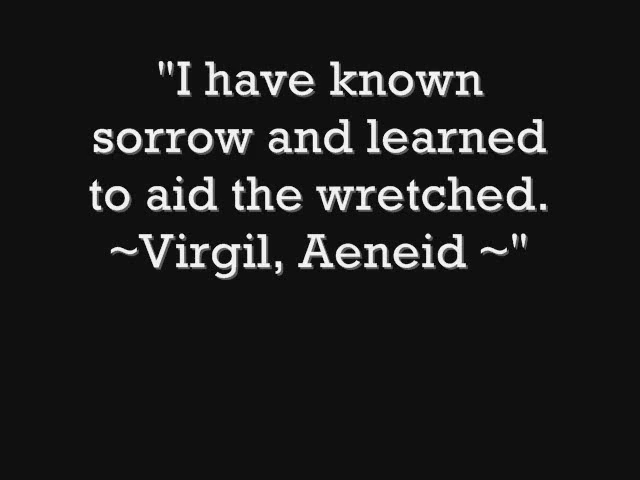 "I have known
sorrow and learned
to aid the wretched.
~Virgil, Aeneid ~"